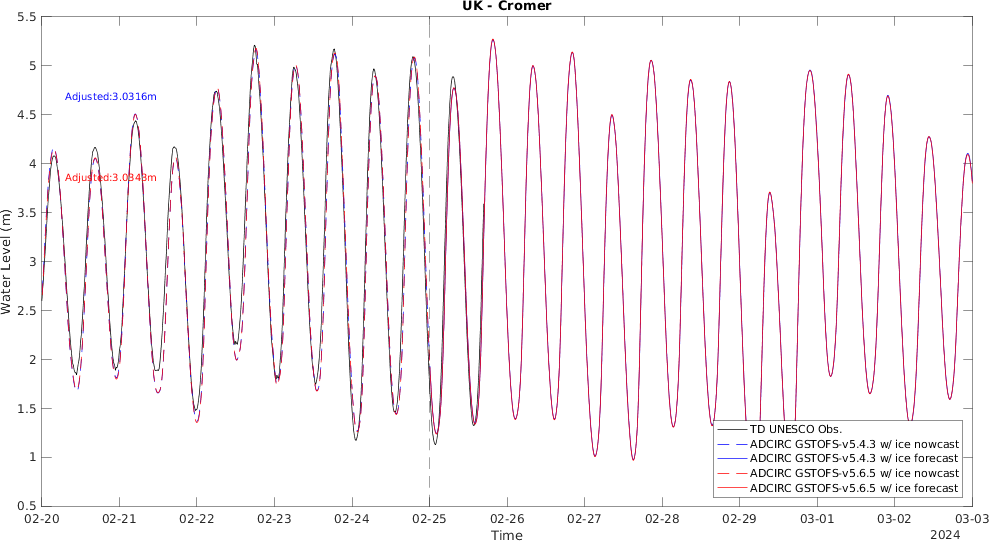 UK - Cromer
5.5
5
4.5
4
3.5
3
2.5
2
1.5
1
0.5
Water Level (m)
Adjusted:3.0316m
Adjusted:3.0343m
TD UNESCO Obs.
ADCIRC GSTOFS-v5.4.3 w/ ice nowcast
ADCIRC GSTOFS-v5.4.3 w/ ice forecast
ADCIRC GSTOFS-v5.6.5 w/ ice nowcast
ADCIRC GSTOFS-v5.6.5 w/ ice forecast
02-20 02-21 02-22 02-23 02-24 02-25 02-26 02-27 02-28 02-29 03-01 03-02 03-03
Time
2024